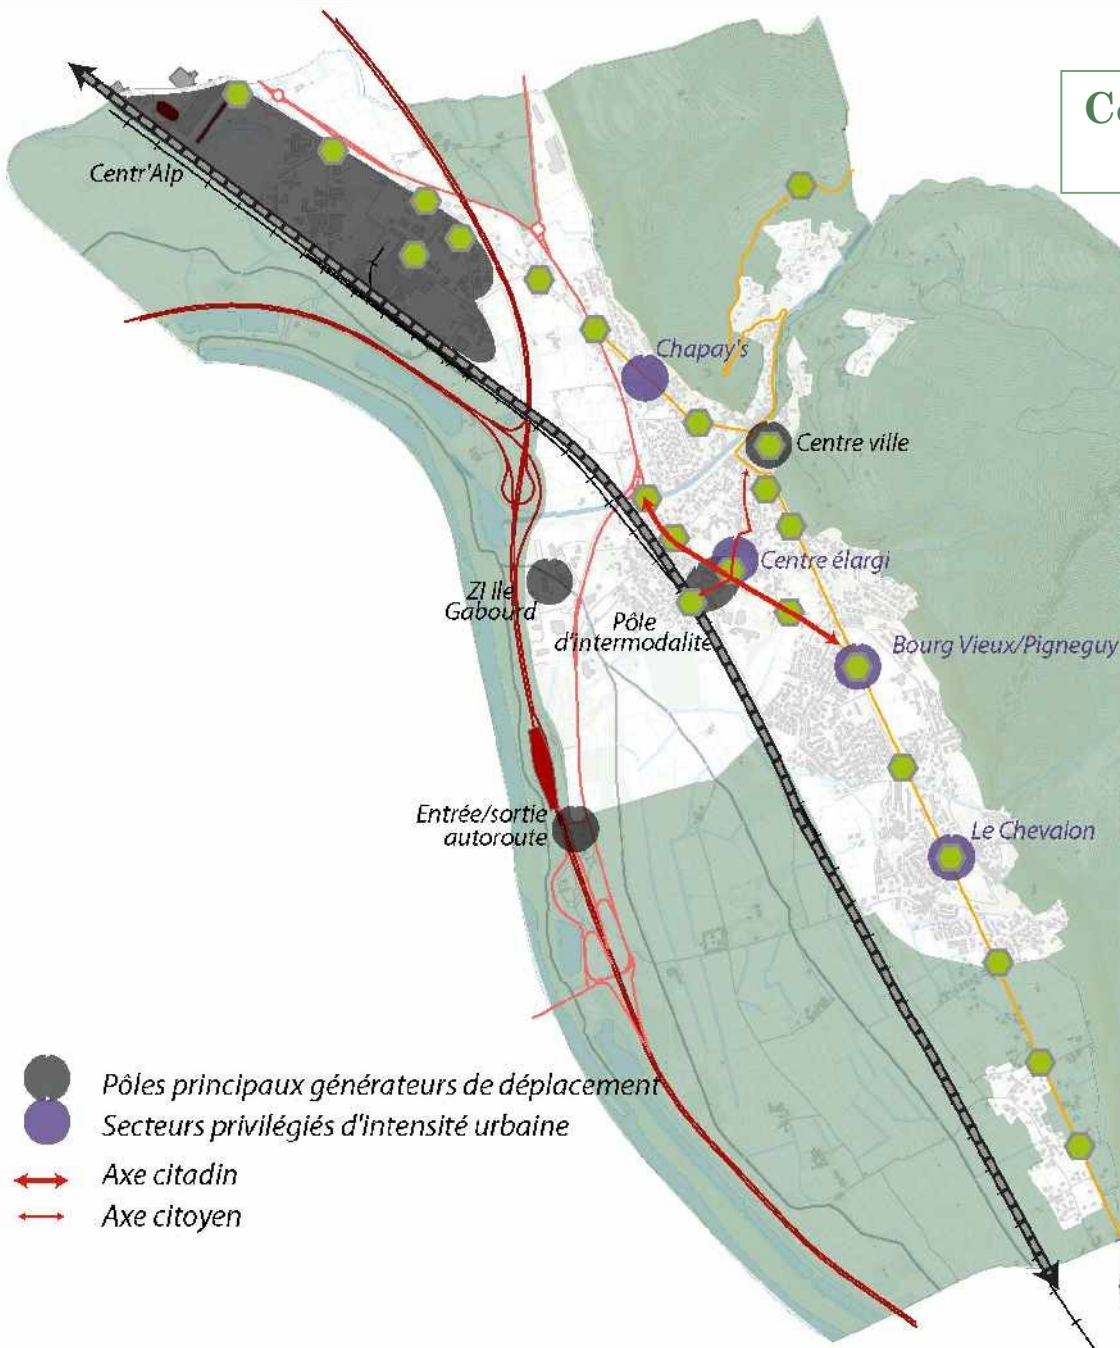 Centr'Alp
Chapay's
Centre ville
Centre élargi
ZI Ile
Gabourd
Pôle
d'intermodalité
Bourg Vieux/Pigneguy
Entrée/sortie
autoroute
Le Chevalon
Pôles principaux générateurs de déplacement
Secteurs privilégiés d'intensité urbaine
Axe citadin
Axe citoyen